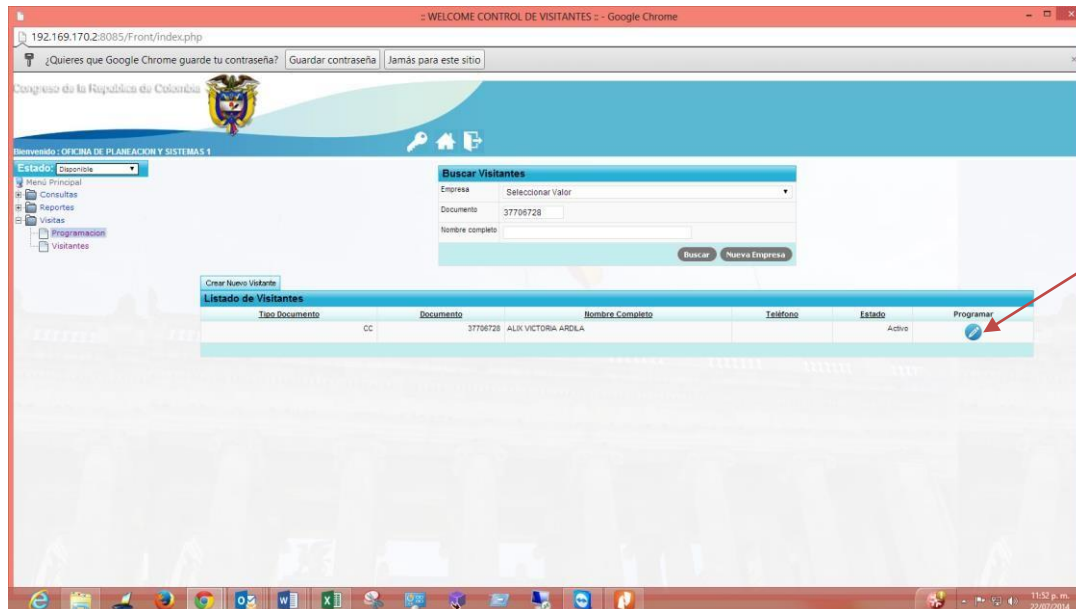 :: WELCOME CONTROL DE VISITANTES :: - Google Chrome
192.169.170.2:8085/Front/index.php
¿Quieres que Google Chrome guarde tu contraseña? Guardar contraseña Jamás para este sitio
Congreso de la República de Colombia
Bienvenido : OFICINA DE PLANEACION Y SISTEMAS 1
Estado: Disponible
Menú Principal
Consultas
Reportes
Visitas
Programacion
Visitantes
Buscar Visitantes
Empresa Seleccionar Valor
Documento 37706728
Nombre completo
Buscar Nueva Empresa
Crear Nuevo Visitante
Listado de Visitantes
Tipo Documento Documento Nombre Completo Teléfono Estado Programar
CC 37706728 ALIX VICTORIA ARDILA Activo
11:52 p. m.
22/07/2014